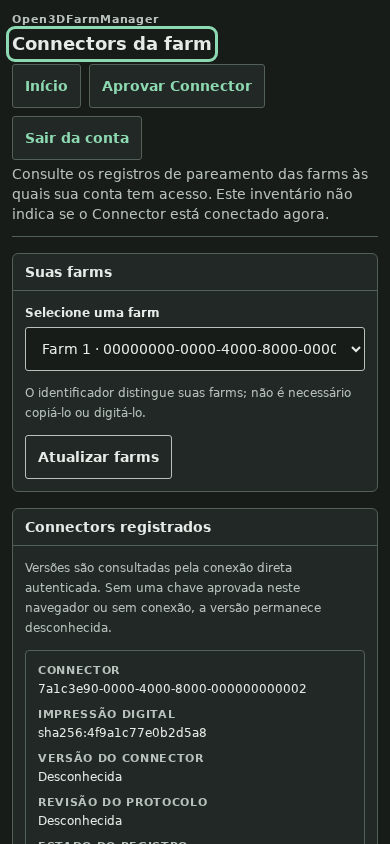 Open3DFarmManager
Connectors da farm
Início
Aprovar Connector
Sair da conta
Consulte os registros de pareamento das farms às
quais sua conta tem acesso. Este inventário não
indica se o Connector está conectado agora.
Suas farms
Selecione uma farm
Farm 1 · 00000000-0000-4000-8000-0000
O identificador distingue suas farms; não é necessário
copiá-lo ou digitá-lo.
Atualizar farms
Connectors registrados
Versões são consultadas pela conexão direta
autenticada. Sem uma chave aprovada neste
navegador ou sem conexão, a versão permanece
desconhecida.
CONNECTOR
7a1c3e90-0000-4000-8000-000000000002
IMPRESSÃO DIGITAL
sha256:4f9a1c77e0b2d5a8
VERSÃO DO CONNECTOR
Desconhecida
REVISÃO DO PROTOCOLO
Desconhecida
ESTADO DO REGISTRO